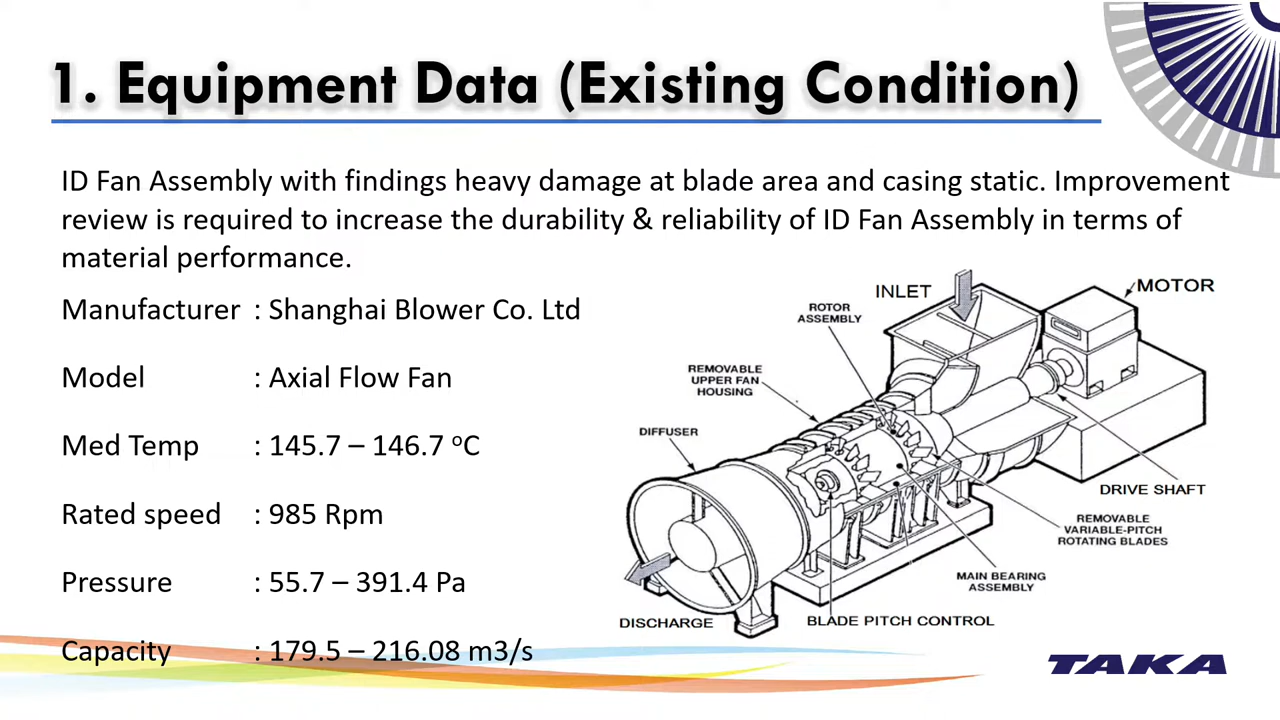 1. Equipment Data (Existing Condition)
ID Fan Assembly with findings heavy damage at blade area and casing static. Improvement
review is required to increase the durability & reliability of ID Fan Assembly in terms of
material performance.
Manufacturer : Shanghai Blower Co. Ltd
Model : Axial Flow Fan
Med Temp : 145.7 – 146.7 ᵒC
Rated speed : 985 Rpm
Pressure : 55.7 – 391.4 Pa
Capacity : 179.5 – 216.08 m3/s
INLET
MOTOR
ROTOR
ASSEMBLY
REMOVABLE
UPPER FAN
HOUSING
DIFFUSER
DRIVE SHAFT
REMOVABLE
VARIABLE-PITCH
ROTATING BLADES
MAIN BEARING
ASSEMBLY
DISCHARGE
BLADE PITCH CONTROL
TAKA